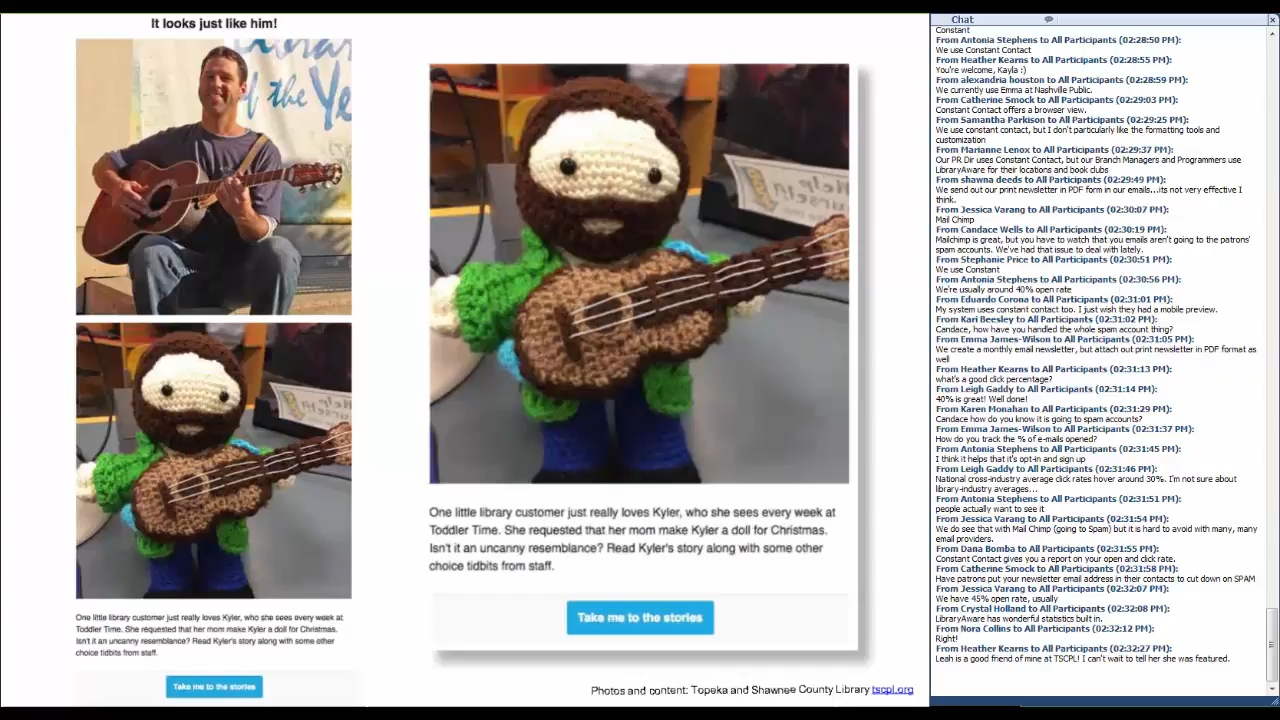 It looks just like him!
of the Ye
One little library customer just really loves Kyler, who she sees every week at
Toddler Time. She requested that her mom make Kyler a doll for Christmas.
Isn't it an uncanny resemblance? Read Kyler's story along with some other
choice tidbits from staff.
Take me to the stories
One little library customer just really loves Kyler, who she sees every week at
Toddler Time. She requested that her mom make Kyler a doll for Christmas.
Isn't it an uncanny resemblance? Read Kyler's story along with some other
choice tidbits from staff.
Take me to the stories
Photos and content: Topeka and Shawnee County Library tscpl.org
Chat
Constant
From Antonia Stephens to All Participants (02:28:50 PM):
We use Constant Contact
From Heather Kearns to All Participants (02:28:55 PM):
You're welcome, Kayla :)
From alexandria houston to All Participants (02:28:59 PM):
We currently use Emma at Nashville Public.
From Catherine Smock to All Participants (02:29:03 PM):
Constant Contact offers a browser view.
From Samantha Parkison to All Participants (02:29:25 PM):
We use constant contact, but I don't particularly like the formatting tools and
customization
From Marianne Lenox to All Participants (02:29:37 PM):
Our PR Dir uses Constant Contact, but our Branch Managers and Programmers use
LibraryAware for their locations and book clubs
From shawna deeds to All Participants (02:29:49 PM):
We send out our print newsletter in PDF form in our emails...its not very effective I
think.
From Jessica Varang to All Participants (02:30:07 PM):
Mail Chimp
From Candace Wells to All Participants (02:30:19 PM):
Mailchimp is great, but you have to watch that you emails aren't going to the patrons'
spam accounts. We've had that issue to deal with lately.
From Stephanie Price to All Participants (02:30:51 PM):
We use Constant
From Antonia Stephens to All Participants (02:30:56 PM):
We're usually around 40% open rate
From Eduardo Corona to All Participants (02:31:01 PM):
My system uses constant contact too. I just wish they had a mobile preview.
From Kari Beesley to All Participants (02:31:02 PM):
Candace, how have you handled the whole spam account thing?
From Emma James-Wilson to All Participants (02:31:05 PM):
We create a monthly email newsletter, but attach out print newsletter in PDF format as
well
From Heather Kearns to All Participants (02:31:13 PM):
what's a good click percentage?
From Leigh Gaddy to All Participants (02:31:14 PM):
40% is great! Well done!
From Karen Monahan to All Participants (02:31:29 PM):
Candace how do you know it is going to spam accounts?
From Emma James-Wilson to All Participants (02:31:37 PM):
How do you track the % of e-mails opened?
From Antonia Stephens to All Participants (02:31:45 PM):
I think it helps that it's opt-in and sign up
From Leigh Gaddy to All Participants (02:31:46 PM):
National cross-industry average click rates hover around 30%. I'm not sure about
library-industry averages...
From Antonia Stephens to All Participants (02:31:51 PM):
people actually want to see it
From Jessica Varang to All Participants (02:31:54 PM):
We do see that with Mail Chimp (going to Spam) but it is hard to avoid with many, many
email providers.
From Dana Bomba to All Participants (02:31:55 PM):
Constant Contact gives you a report on your open and click rate.
From Catherine Smock to All Participants (02:31:58 PM):
Have patrons put your newsletter email address in their contacts to cut down on SPAM
From Jessica Varang to All Participants (02:32:07 PM):
We have 45% open rate, usually
From Crystal Holland to All Participants (02:32:08 PM):
LibraryAware has wonderful statistics built in.
From Nora Collins to All Participants (02:32:12 PM):
Right!
From Heather Kearns to All Participants (02:32:27 PM):
Leah is a good friend of mine at TSCPL! I can't wait to tell her she was featured.